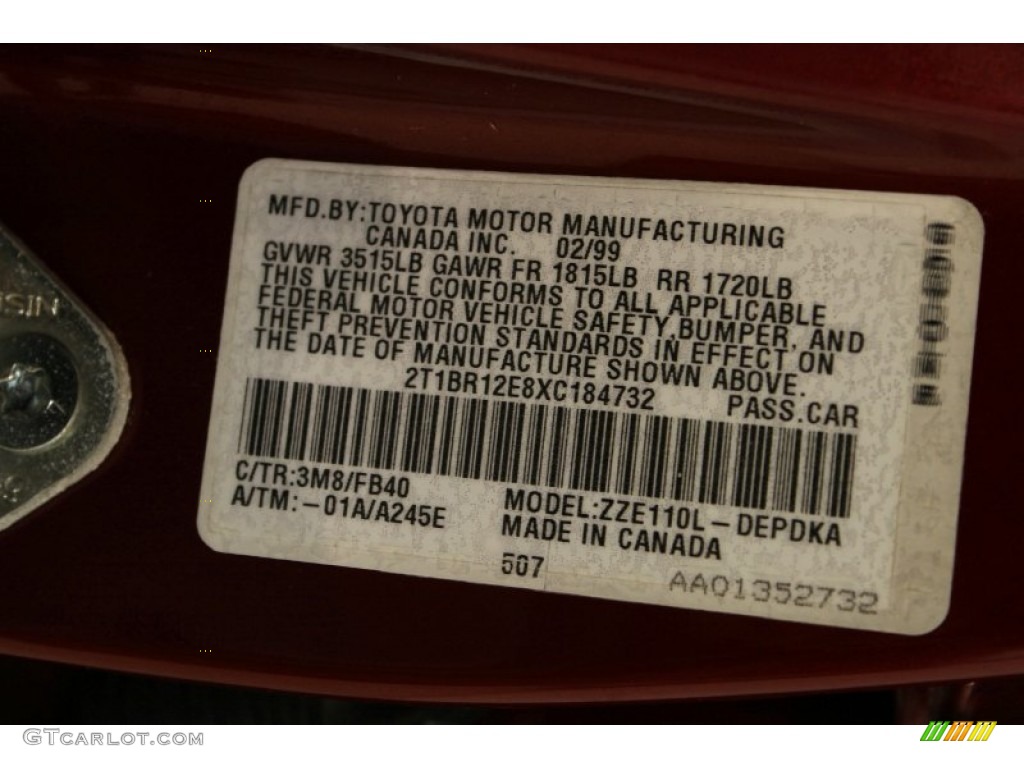 MFD.BY:TOYOTA MOTOR MANUFACTURING
CANADA INC. 02/99
GVWR 3515LB GAWR FR 1815LB RR 1720LB
THIS VEHICLE CONFORMS TO ALL APPLICABLE
FEDERAL MOTOR VEHICLE SAFETY,BUMPER, AND
THEFT PREVENTION STANDARDS IN EFFECT ON
THE DATE OF MANUFACTURE SHOWN ABOVE.
2T1BR12E8XC184732 PASS.CAR
C/TR:3M8/FB40
A/TM:-01A/A245E
MODEL:ZZE110L-DEPDKA
MADE IN CANADA
507
AA01352732
GTCarlot.com